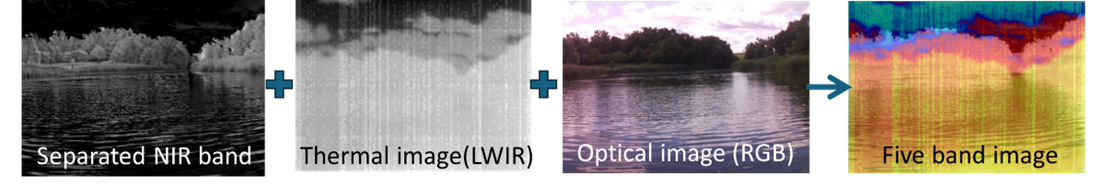 Separated NIR band
Thermal image(LWIR)
Optical image (RGB)
Five band image